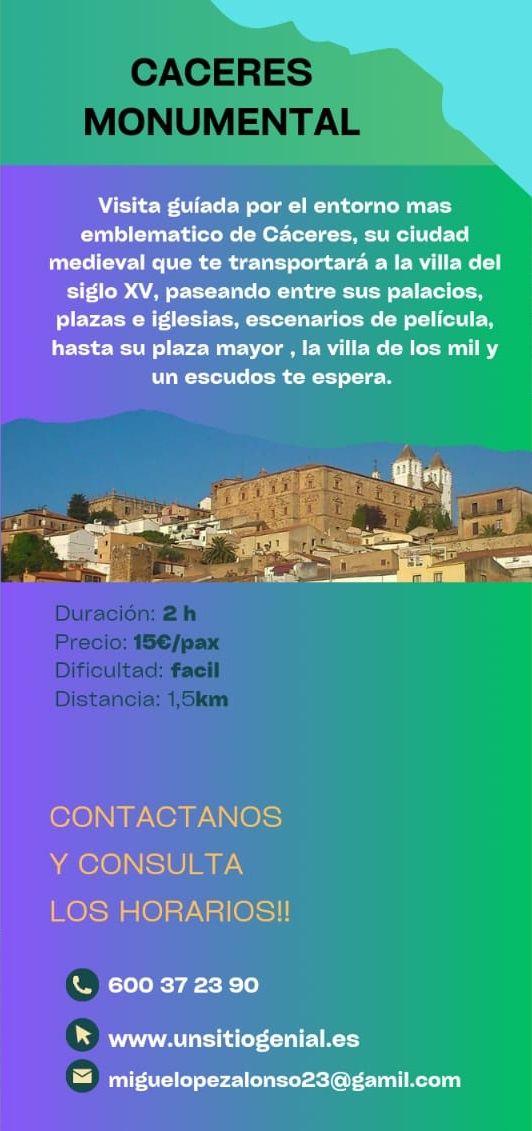 CACERES
MONUMENTAL
Visita guíada por el entorno mas
emblematico de Cáceres, su ciudad
medieval que te transportará a la villa del
siglo XV, paseando entre sus palacios,
plazas e iglesias, escenarios de película,
hasta su plaza mayor , la villa de los mil y
un escudos te espera.
Duración: 2 h
Precio: 15€/pax
Dificultad: facil
Distancia: 1,5km
CONTACTANOS
Y CONSULTA
LOS HORARIOS!!
600 37 23 90
www.unsitiogenial.es
miguelopezalonso23@gamil.com